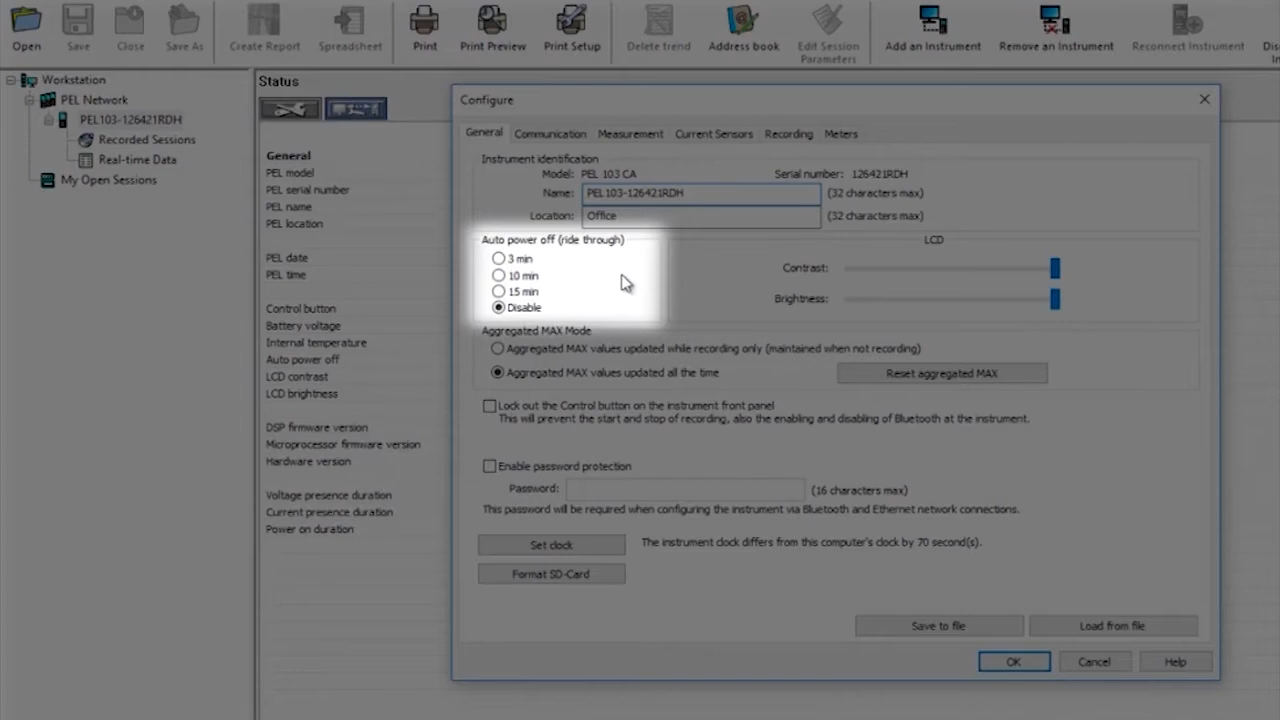 Open
Save
Close
Save As
Create Report
Spreadsheet
Print
Print Preview
Print Setup
Delete trend
Address book
Edit Session
Parameters
Add an Instrument
Remove an Instrument
Reconnect Instrument
Workstation
PEL Network
PEL103-126421RDH
Recorded Sessions
Real-time Data
My Open Sessions
Status
General
PEL model
PEL serial number
PEL name
PEL location
PEL date
PEL time
Control button
Battery voltage
Internal temperature
Auto power off
LCD contrast
LCD brightness
DSP firmware version
Microprocessor firmware version
Hardware version
Voltage presence duration
Current presence duration
Power on duration
Configure
General Communication Measurement Current Sensors Recording Meters
Instrument identification
Model: PEL 103 CA Serial number: 126421RDH
Name: PEL103-126421RDH (32 characters max)
Location: Office (32 characters max)
Auto power off (ride through)
3 min
10 min
15 min
Disable
LCD
Contrast:
Brightness:
Aggregated MAX Mode
Aggregated MAX values updated while recording only (maintained when not recording)
Aggregated MAX values updated all the time Reset aggregated MAX
Lock out the Control button on the instrument front panel
This will prevent the start and stop of recording, also the enabling and disabling of Bluetooth at the instrument.
Enable password protection
Password: (16 characters max)
This password will be required when configuring the instrument via Bluetooth and Ethernet network connections.
Set clock The instrument clock differs from this computer's clock by 70 second(s).
Format SD-Card
Save to file Load from file
OK Cancel Help